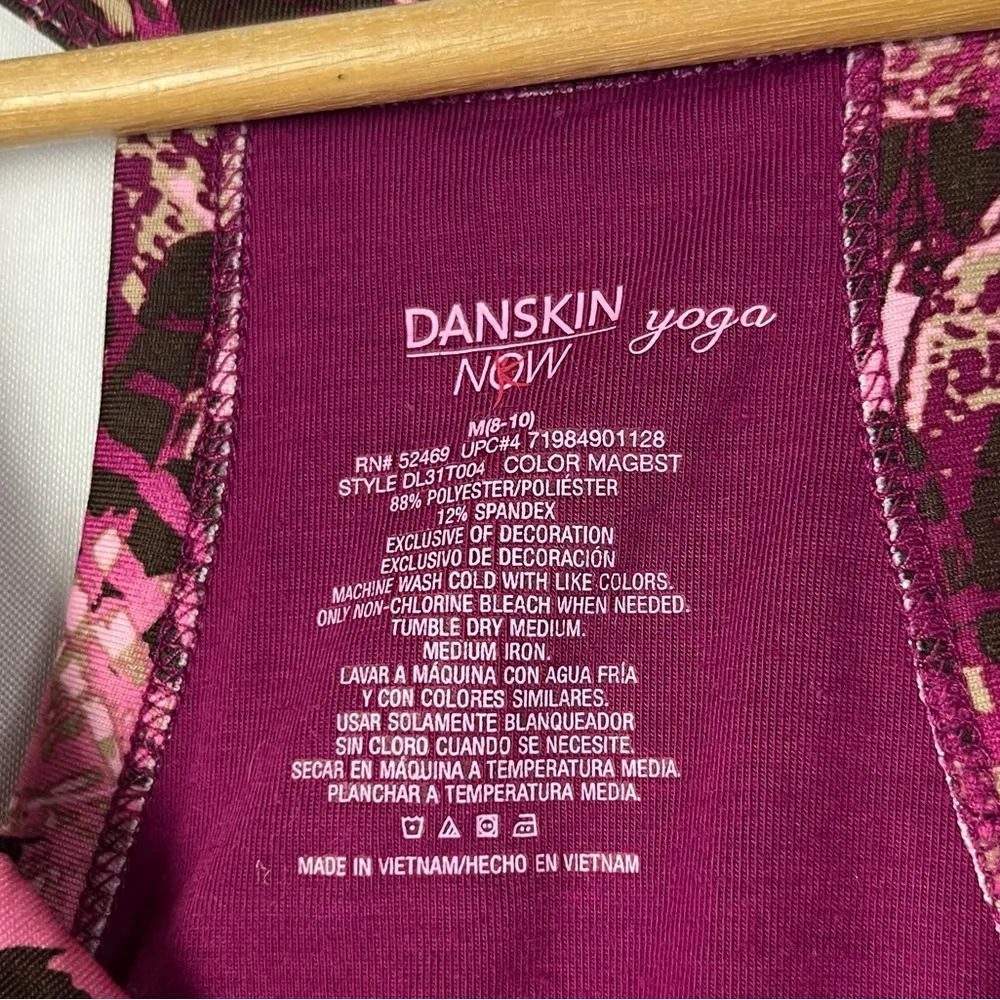 DANSKIN yoga
NOW
M(8-10)
RN# 52469 UPC#4 71984901128
STYLE DL31T004 COLOR MAGBST
88% POLYESTER/POLIÉSTER
12% SPANDEX
EXCLUSIVE OF DECORATION
EXCLUSIVO DE DECORACIÓN
MACHINE WASH COLD WITH LIKE COLORS.
ONLY NON-CHLORINE BLEACH WHEN NEEDED.
TUMBLE DRY MEDIUM.
MEDIUM IRON.
LAVAR A MÁQUINA CON AGUA FRÍA
Y CON COLORES SIMILARES.
USAR SOLAMENTE BLANQUEADOR
SIN CLORO CUANDO SE NECESITE.
SECAR EN MÁQUINA A TEMPERATURA MEDIA.
PLANCHAR A TEMPERATURA MEDIA.
MADE IN VIETNAM/HECHO EN VIETNAM